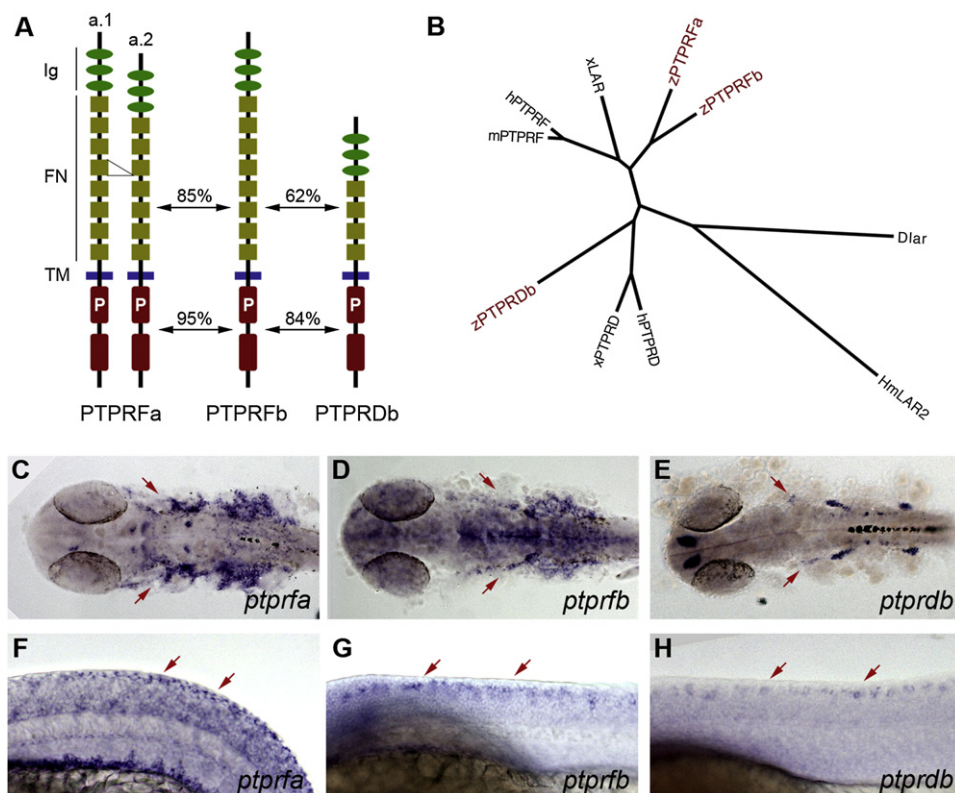 A
a.1
a.2
Ig
FN
TM
85%
62%
P
P
P
P
95%
84%
PTPRFa
PTPRFb
PTPRDb
B
xLAR
zPTPRFa
zPTPRFb
hPTPRF
mPTPRF
Dlar
zPTPRDb
xPTPRD
hPTPRD
HmLAR2
C
ptprfa
D
ptprfb
E
ptprdb
F
ptprfa
G
ptprfb
H
ptprdb